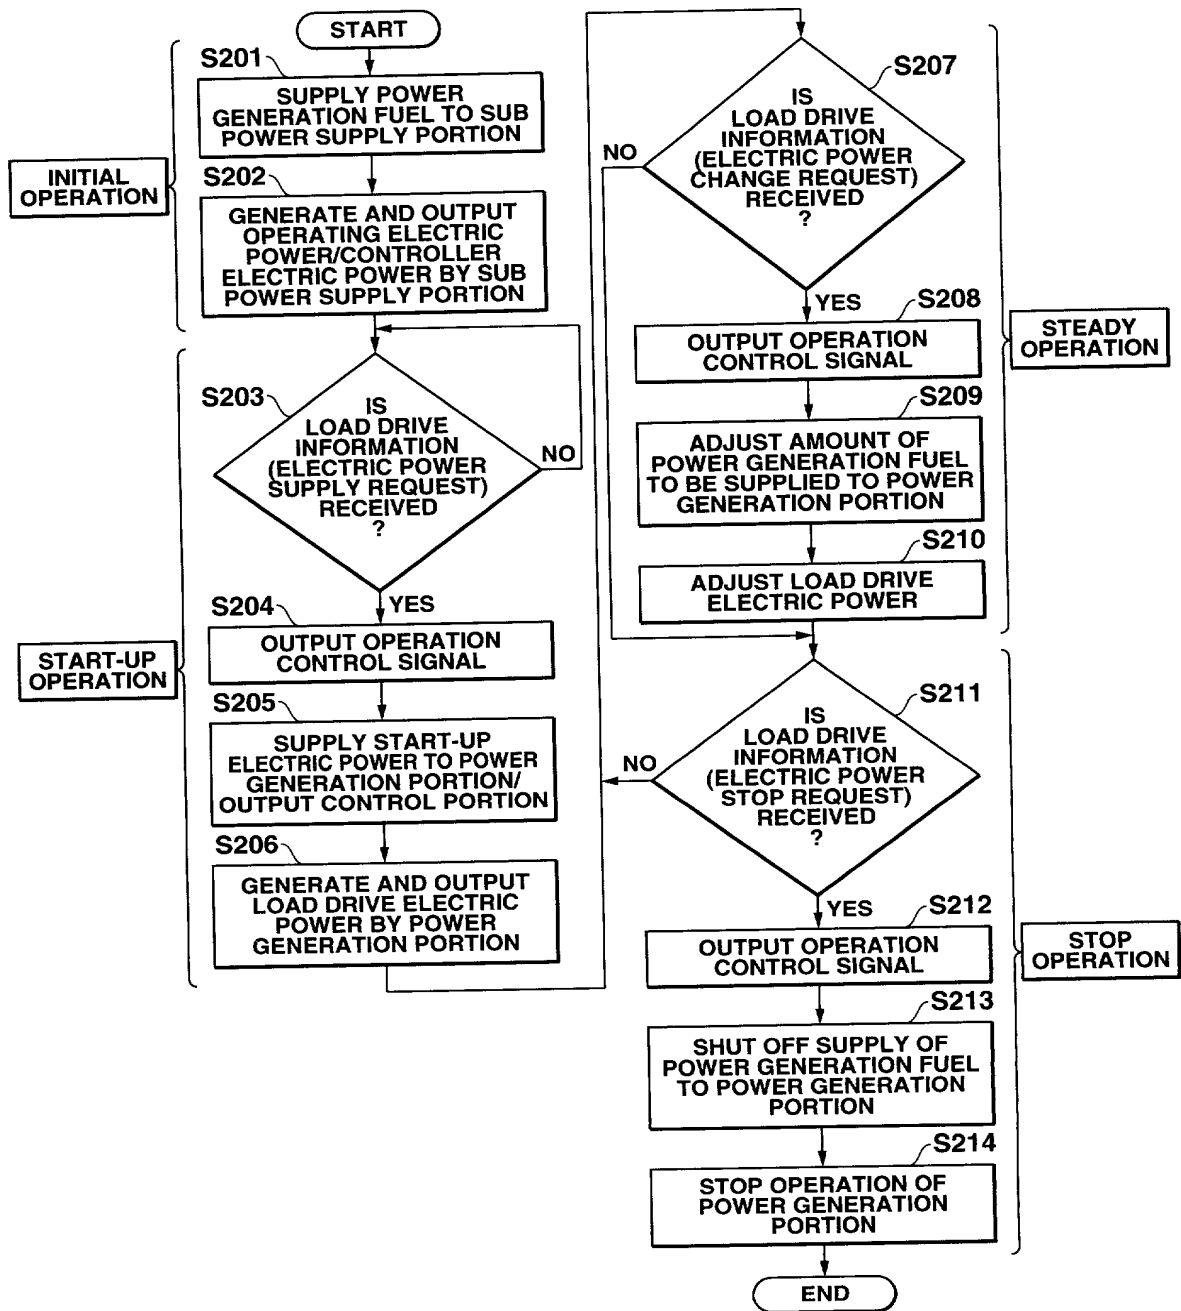 START
S201
SUPPLY POWER
GENERATION FUEL TO SUB
POWER SUPPLY PORTION
INITIAL
OPERATION
S202
GENERATE AND OUTPUT
OPERATING ELECTRIC
POWER/CONTROLLER
ELECTRIC POWER BY SUB
POWER SUPPLY PORTION
S203
IS
LOAD DRIVE
INFORMATION
(ELECTRIC POWER
SUPPLY REQUEST)
RECEIVED
?
NO
YES
START-UP
OPERATION
S204
OUTPUT OPERATION
CONTROL SIGNAL
S205
SUPPLY START-UP
ELECTRIC POWER TO POWER
GENERATION PORTION/
OUTPUT CONTROL PORTION
S206
GENERATE AND OUTPUT
LOAD DRIVE ELECTRIC
POWER BY POWER
GENERATION PORTION
S207
IS
LOAD DRIVE
INFORMATION
(ELECTRIC POWER
CHANGE REQUEST)
RECEIVED
?
NO
YES
STEADY
OPERATION
S208
OUTPUT OPERATION
CONTROL SIGNAL
S209
ADJUST AMOUNT OF
POWER GENERATION FUEL
TO BE SUPPLIED TO POWER
GENERATION PORTION
S210
ADJUST LOAD DRIVE
ELECTRIC POWER
S211
IS
LOAD DRIVE
INFORMATION
(ELECTRIC POWER
STOP REQUEST)
RECEIVED
?
NO
YES
STOP
OPERATION
S212
OUTPUT OPERATION
CONTROL SIGNAL
S213
SHUT OFF SUPPLY OF
POWER GENERATION FUEL
TO POWER GENERATION
PORTION
S214
STOP OPERATION OF
POWER GENERATION
PORTION
END